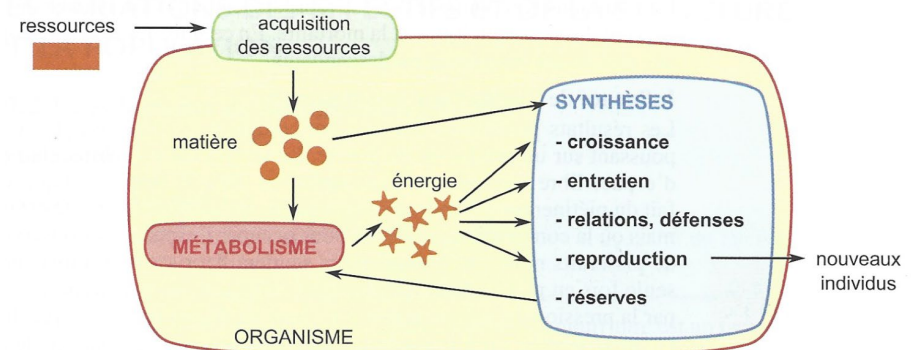 ressources
acquisition
des ressources
matière
énergie
MÉTABOLISME
SYNTHÈSES
- croissance
- entretien
- relations, défenses
- reproduction
- réserves
nouveaux
individus
ORGANISME